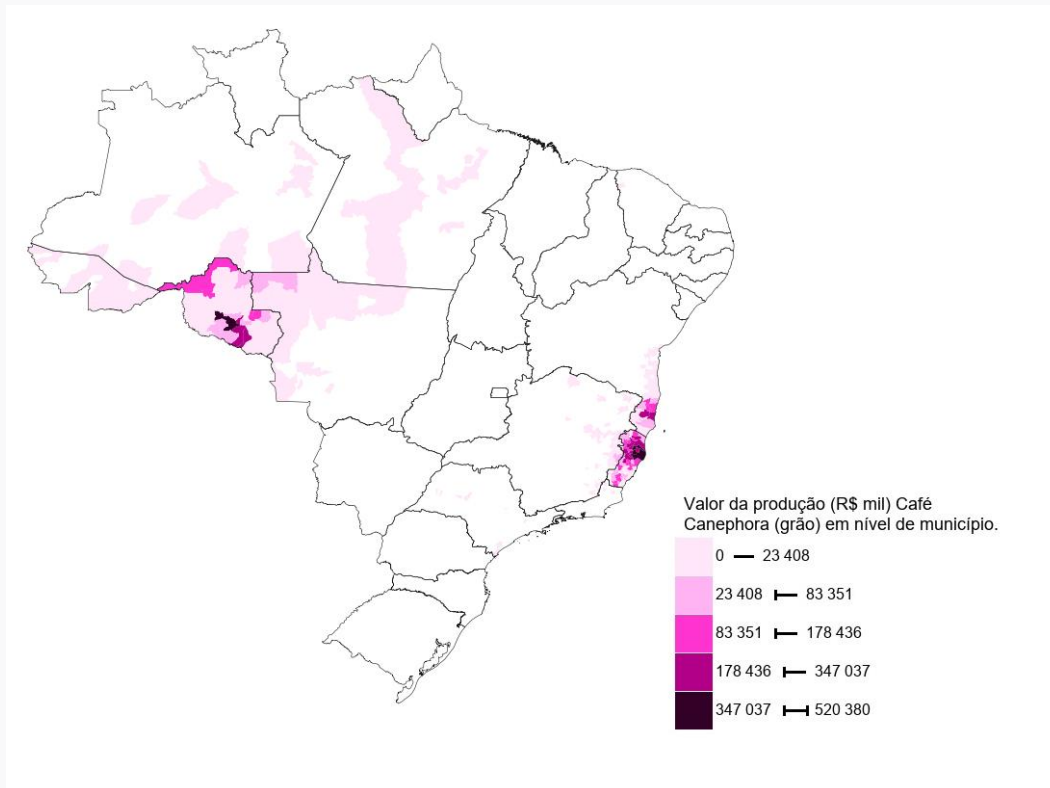 Valor da produção (R$ mil) Café
Canephora (grão) em nível de município.
0 — 23 408
23 408 ⊢ 83 351
83 351 ⊢ 178 436
178 436 ⊢ 347 037
347 037 ⊢⊣ 520 380